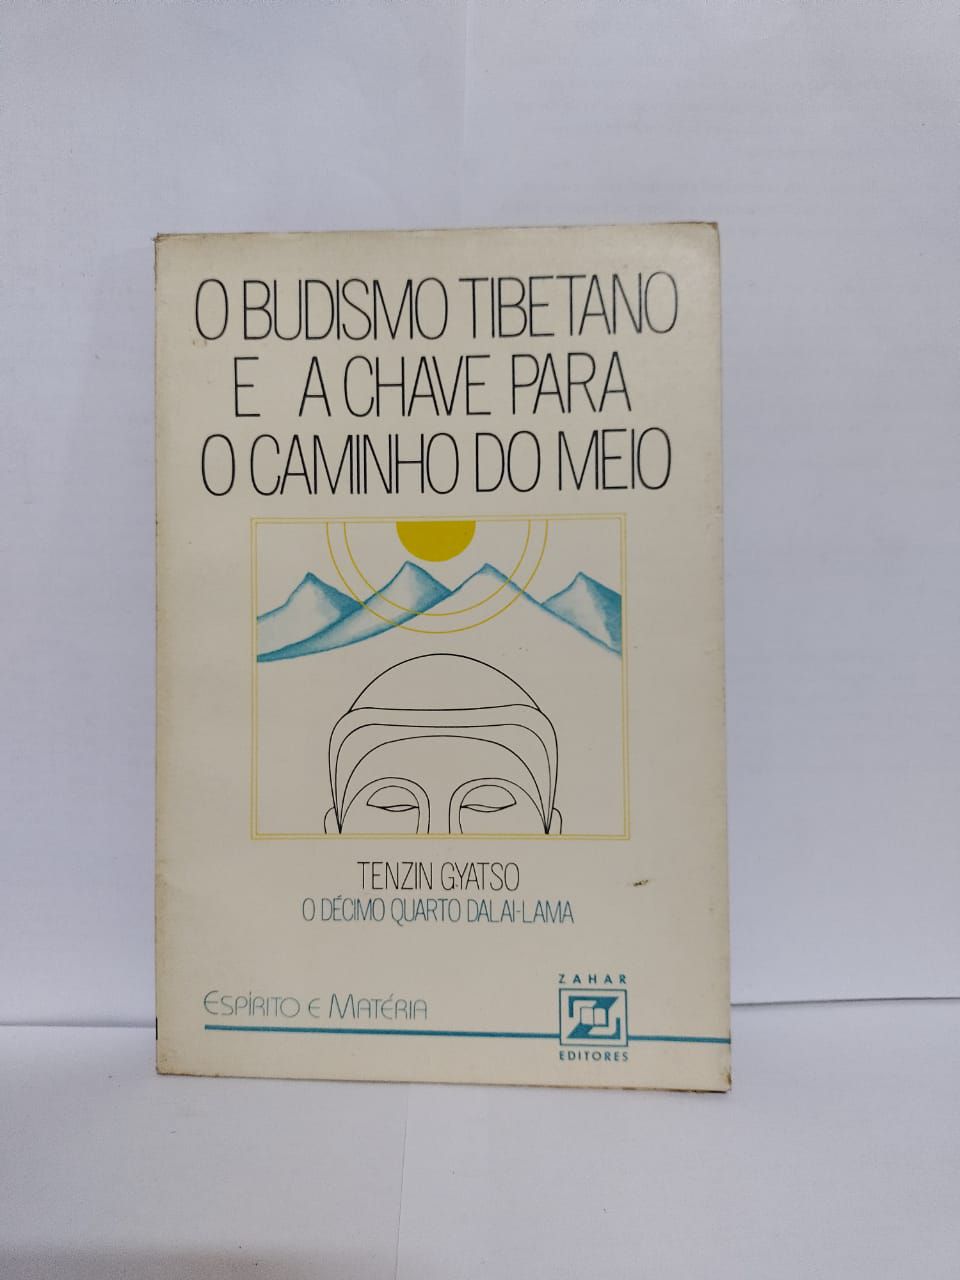 O BUDISMO TIBETANO
E A CHAVE PARA
O CAMINHO DO MEIO
TENZIN GYATSO
O DÉCIMO QUARTO DALAI-LAMA
ESPÍRITO E MATÉRIA
ZAHAR
EDITORES